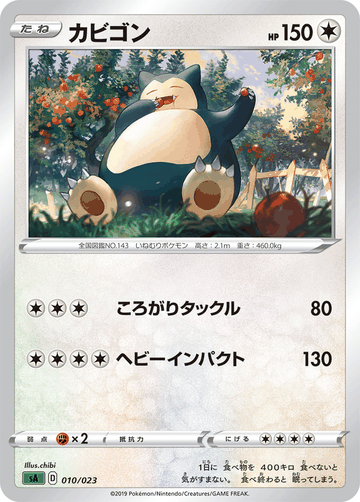 たね カビゴン HP150
全国図鑑NO.143 いねむりポケモン 高さ:2.1m 重さ:460.0kg
ころがりタックル 80
ヘビーインパクト 130
弱点 ×2 抵抗力 にげる
Illus.chibi
sA D 010/023
1日に 食べ物を 400キロ 食べないと
気がすまない。 食べ終わると 眠ってしまう。
©2019 Pokémon/Nintendo/Creatures/GAME FREAK.